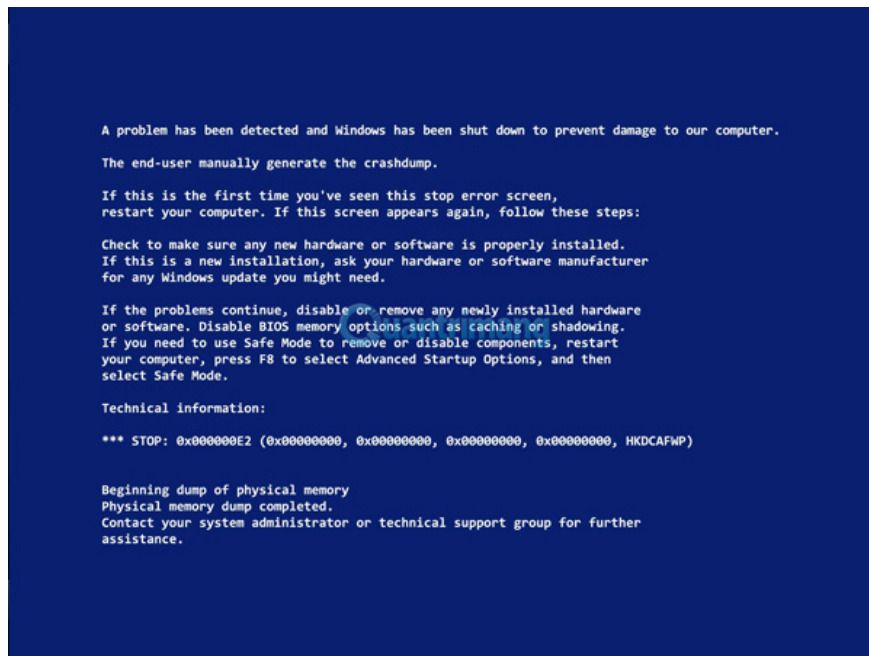 A problem has been detected and Windows has been shut down to prevent damage to our computer.
The end-user manually generate the crashdump.
If this is the first time you've seen this stop error screen,
restart your computer. If this screen appears again, follow these steps:
Check to make sure any new hardware or software is properly installed.
If this is a new installation, ask your hardware or software manufacturer
for any Windows update you might need.
If the problems continue, disable or remove any newly installed hardware
or software. Disable BIOS memory options such as caching or shadowing.
If you need to use Safe Mode to remove or disable components, restart
your computer, press F8 to select Advanced Startup Options, and then
select Safe Mode.
Quantrimang
Technical information:
*** STOP: 0x000000E2 (0x00000000, 0x00000000, 0x00000000, 0x00000000, HKDCAFWP)
Beginning dump of physical memory
Physical memory dump completed.
Contact your system administrator or technical support group for further
assistance.